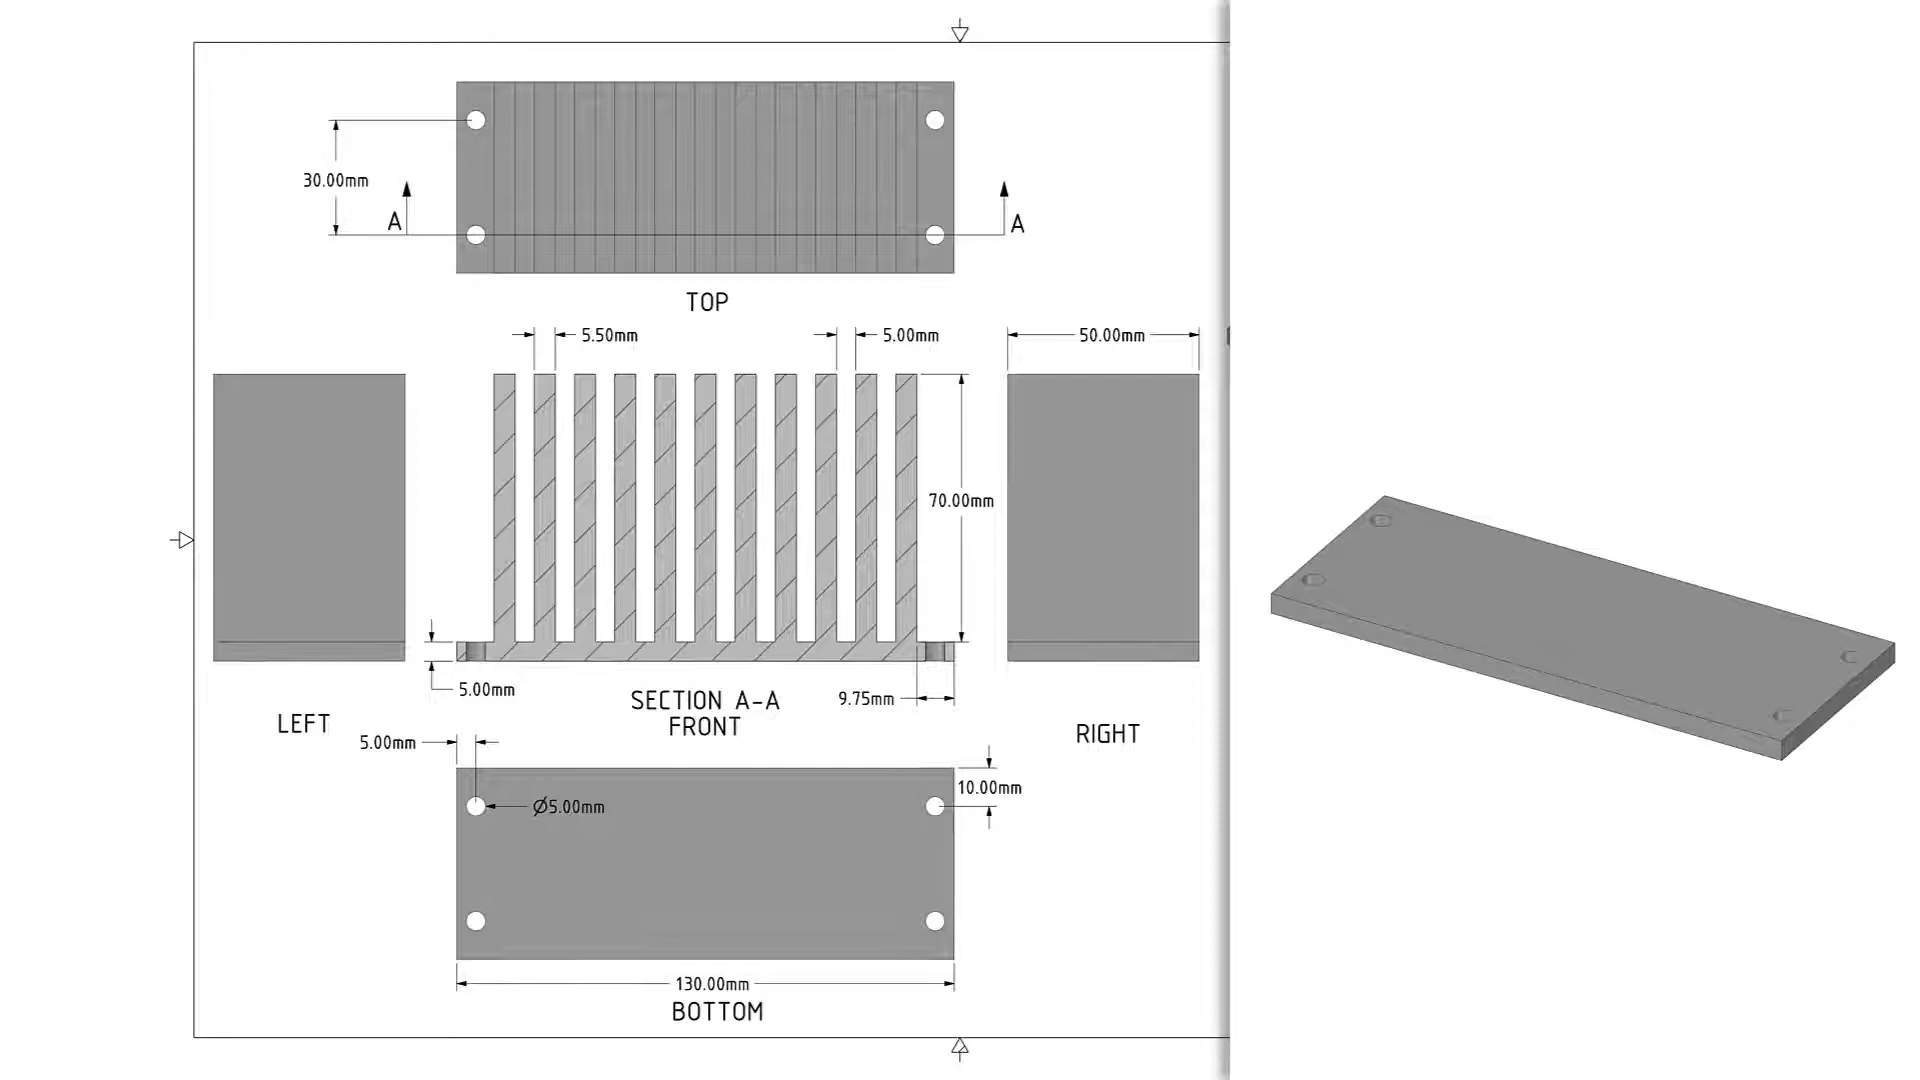 30.00mm
A
A
TOP
5.50mm
5.00mm
50.00mm
70.00mm
5.00mm
SECTION A-A
FRONT
9.75mm
LEFT
RIGHT
5.00mm
10.00mm
Ø5.00mm
130.00mm
BOTTOM